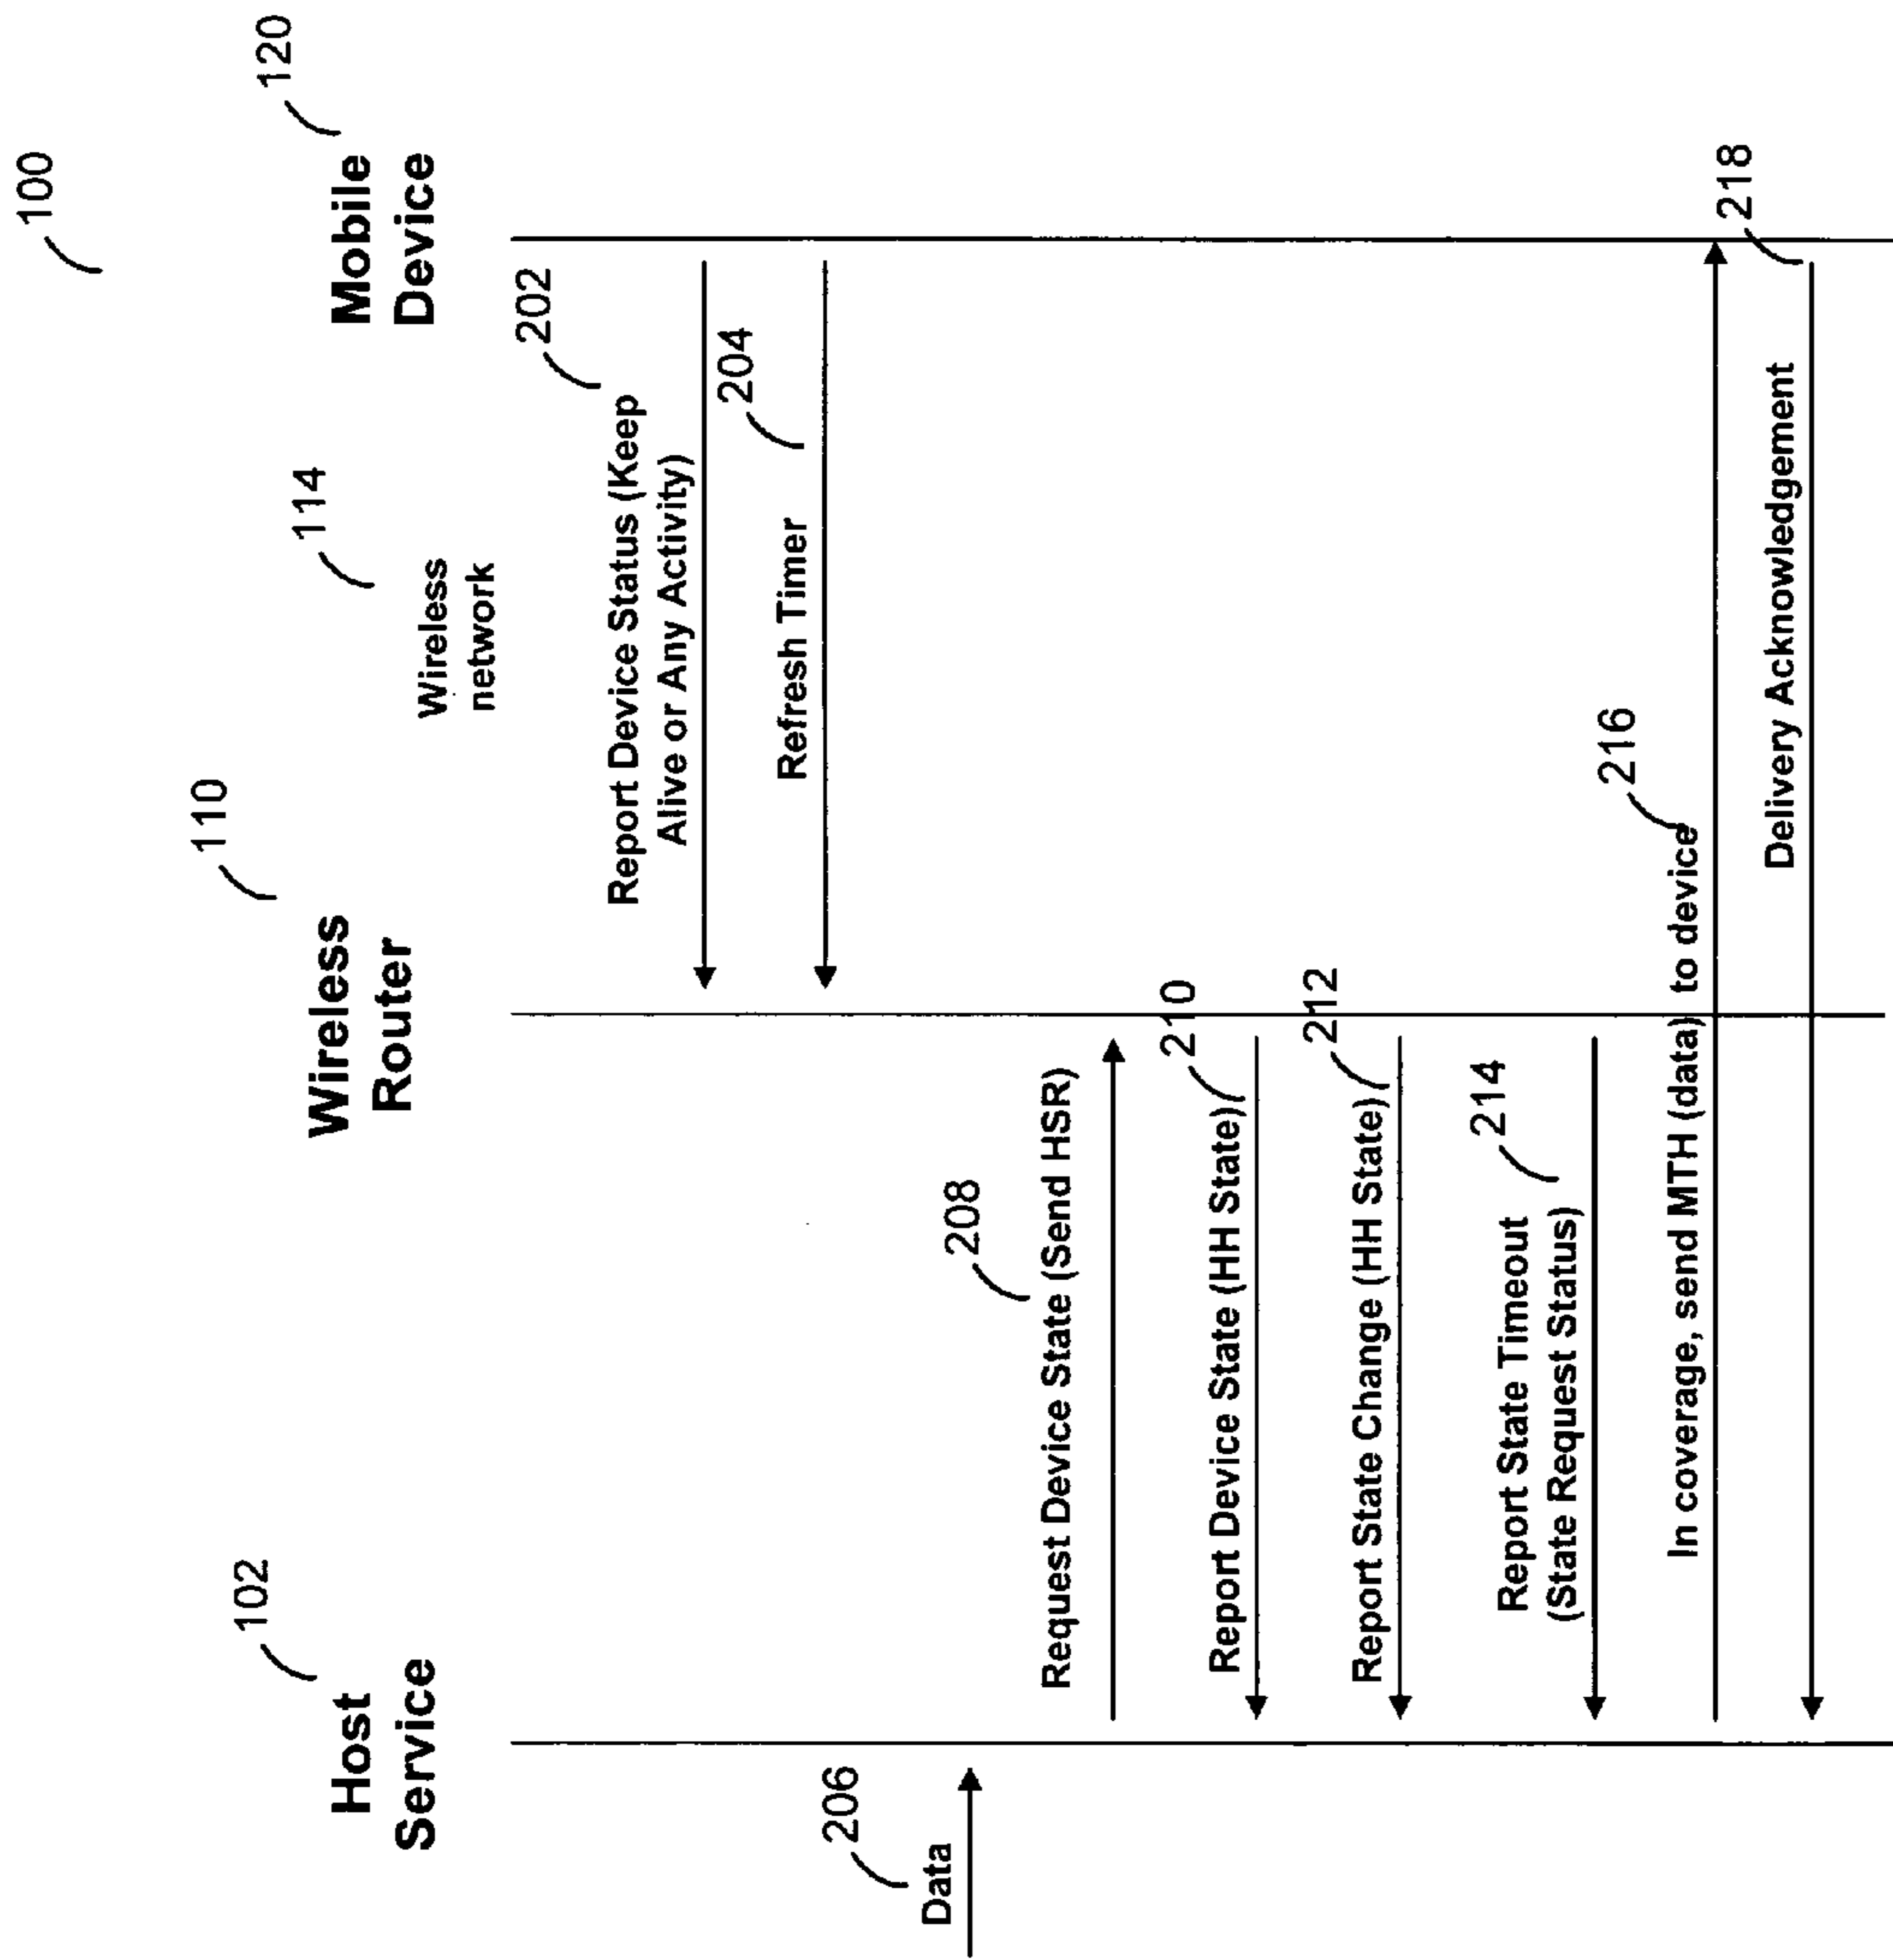 100
102
Host
Service
110
Wireless
Router
114
Wireless
network
120
Mobile
Device
Report Device Status (Keep
Alive or Any Activity)
202
Refresh Timer
204
Data
206
Request Device State (Send HSR)
208
Report Device State (HH State)
210
Report State Change (HH State)
212
Report State Timeout
(State Request Status)
214
In coverage, send MTH (data) to device
216
Delivery Acknowledgement
218